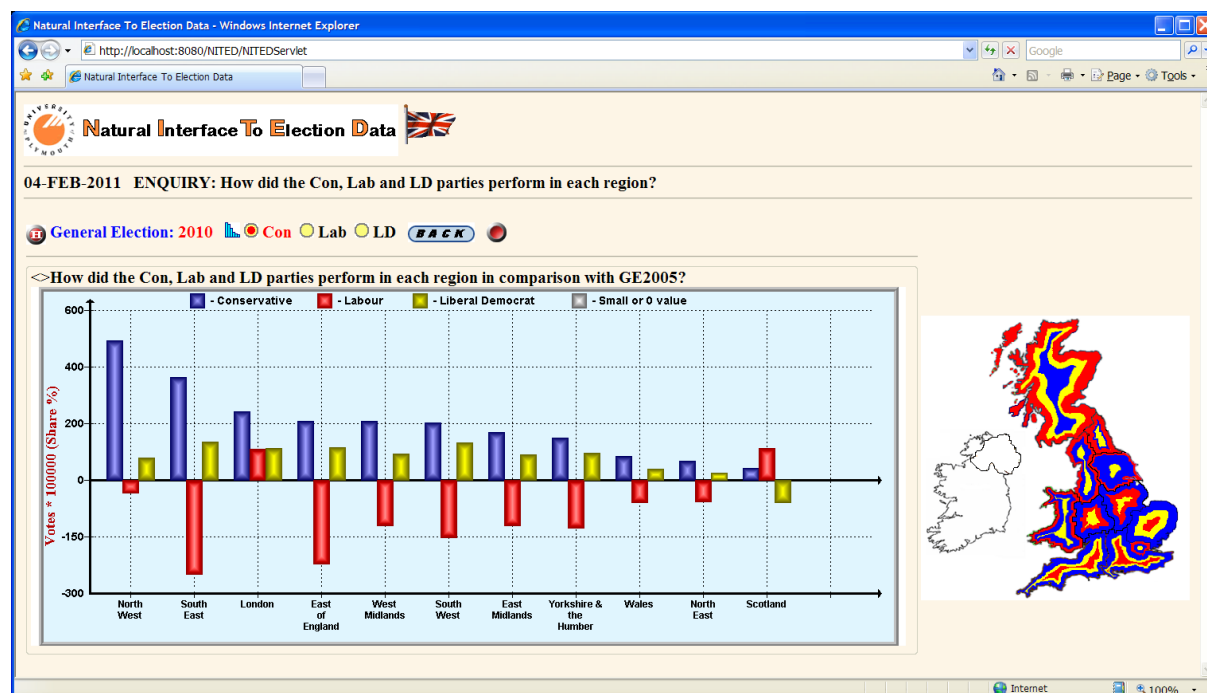 Natural Interface To Election Data - Windows Internet Explorer
http://localhost:8080/NITED/NITEDServlet
Google
Natural Interface To Election Data
Page
Tools
UNIVERSITY
PLYMOUTH
Natural Interface To Election Data
04-FEB-2011 ENQUIRY: How did the Con, Lab and LD parties perform in each region?
H General Election: 2010 Con Lab LD BACK
<>How did the Con, Lab and LD parties perform in each region in comparison with GE2005?
- Conservative - Labour - Liberal Democrat - Small or 0 value
600
400
200
0
-150
-300
Votes * 100000 (Share %)
North West
South East
London
East of England
West Midlands
South West
East Midlands
Yorkshire & the Humber
Wales
North East
Scotland
Internet
100%